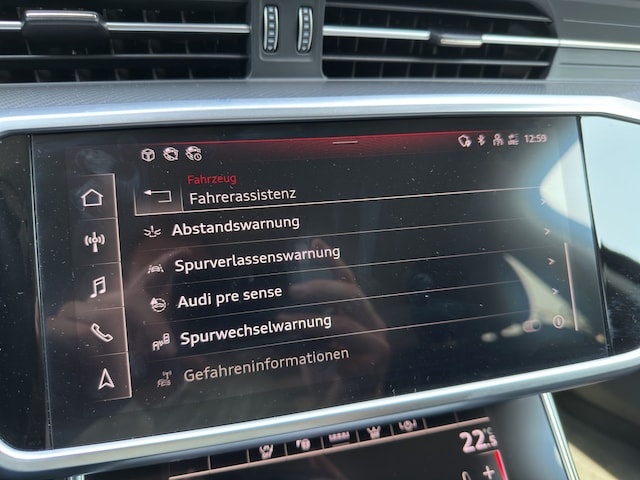 12:59
Fahrzeug
Fahrerassistenz
Abstandswarnung
Spurverlassenswarnung
Audi pre sense
Spurwechselwarnung
Gefahreninformationen
22.5